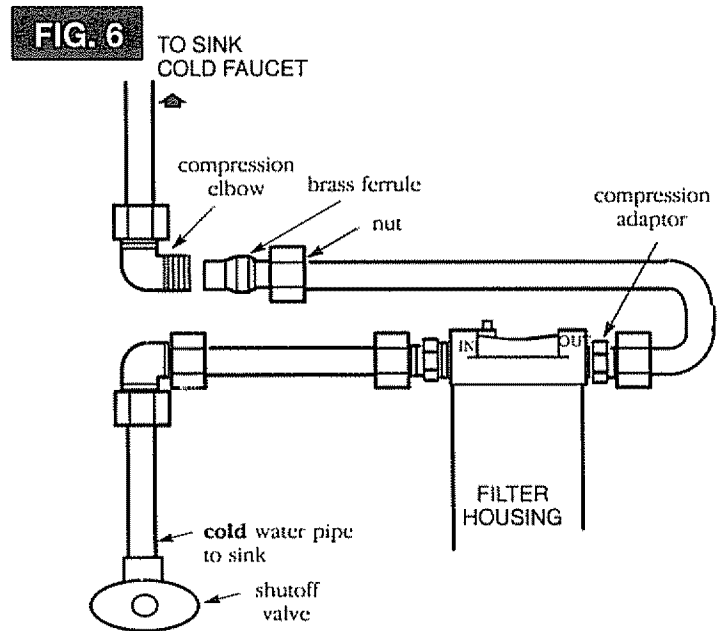 FIG. 6
TO SINK
COLD FAUCET
compression
elbow
brass ferrule
nut
compression
adaptor
IN
OUT
FILTER
HOUSING
cold water pipe
to sink
shutoff
valve